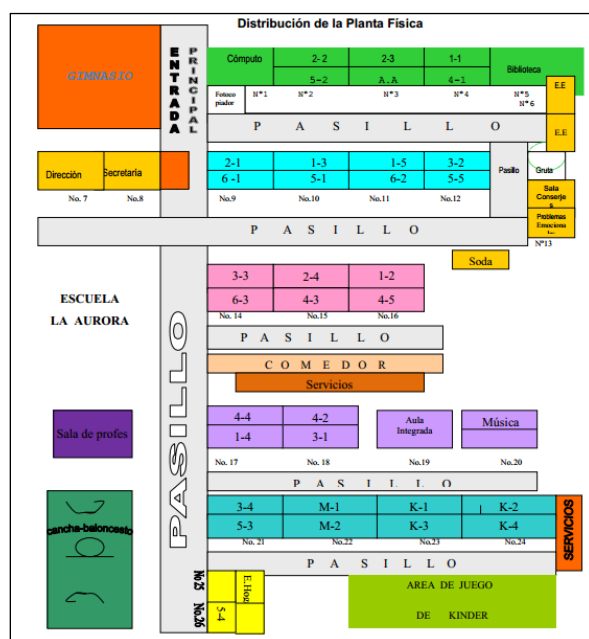 Distribución de la Planta Física
GIMNASIO
ENTRADA
PRINCIPAL
Cómputo
2- 2
2-3
1-1
Biblioteca
5-2
A.A
4-1
E.E
Fotoco
piador
N°1
N°2
N°3
N°4
N°5
N°6
P A S I L L O
E.E
Dirección
Secretaria
2-1
1-3
1-5
3-2
6 -1
5-1
6-2
5-5
Pasillo
Gruta
Sala
Conserje
s
No. 7
No.8
No.9
No.10
No.11
No.12
Problemas
P A S I L L O
Nº13
Soda
3-3
2-4
1-2
6-3
4-3
4-5
ESCUELA
LA AURORA
No. 14
No.15
No.16
PASILLO
P A S I L L O
C O M E D O R
Servicios
Sala de profes
4-4
4-2
1-4
3-1
Aula
Integrada
Música
No. 17
No. 18
No.19
No.20
P A S I L L O
cancha-baloncesto
3-4
M-1
K-1
K-2
5-3
M-2
K-3
K-4
SERVICIOS
No. 21
No.22
No.23
No.24
P A S I L L O
No25
E.Hog
No.26
5-4
AREA DE JUEGO
DE KINDER